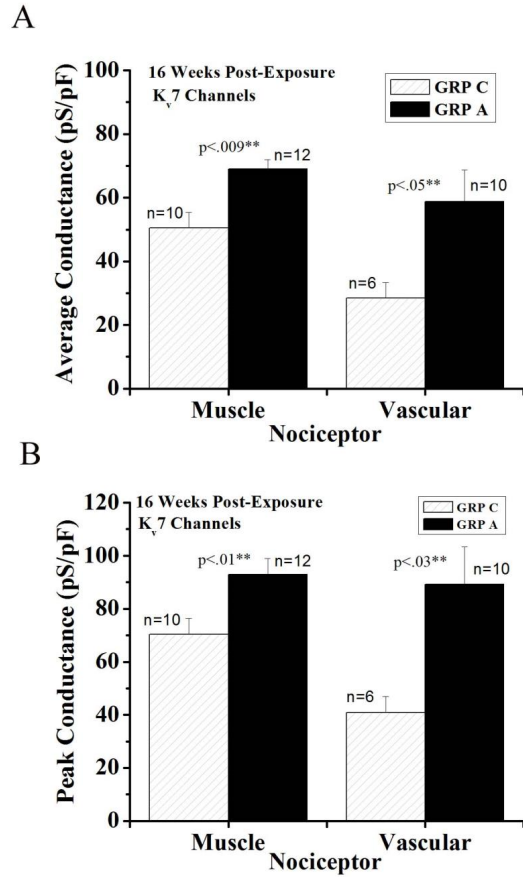 A
16 Weeks Post-Exposure
Kv7 Channels
GRP C
GRP A
Average Conductance (pS/pF)
100
80
60
40
20
0
p<.009**
n=12
n=10
p<.05**
n=10
n=6
Muscle
Vascular
Nociceptor
B
16 Weeks Post-Exposure
Kv7 Channels
GRP C
GRP A
Peak Conductance (pS/pF)
120
100
80
60
40
20
0
p<.01**
n=12
n=10
p<.03**
n=10
n=6
Muscle
Vascular
Nociceptor